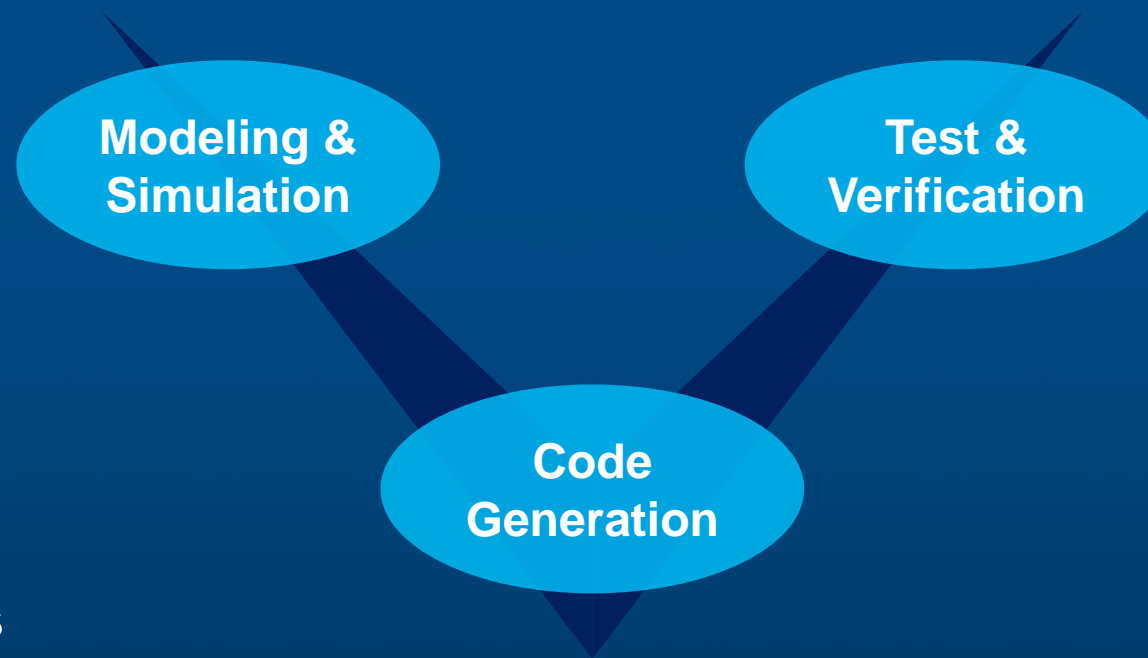 Modeling &
Simulation
Test &
Verification
Code
Generation